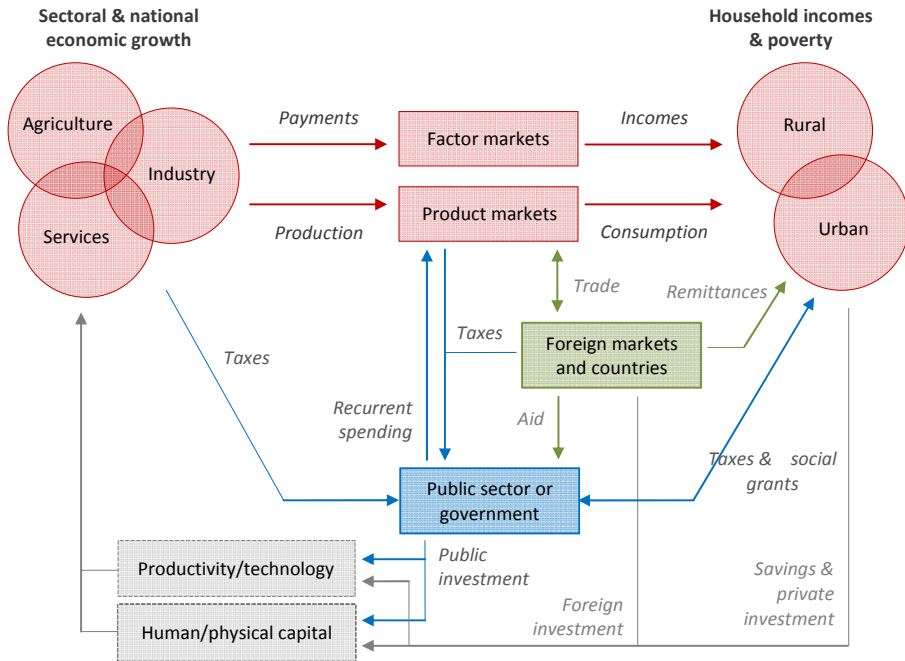 Sectoral & national
economic growth
Household incomes
& poverty
Agriculture
Industry
Services
Payments
Factor markets
Incomes
Rural
Production
Product markets
Consumption
Urban
Trade
Remittances
Taxes
Taxes
Foreign markets
and countries
Recurrent
spending
Aid
Taxes & social
grants
Public sector or
government
Public
investment
Productivity/technology
Human/physical capital
Foreign
investment
Savings &
private
investment